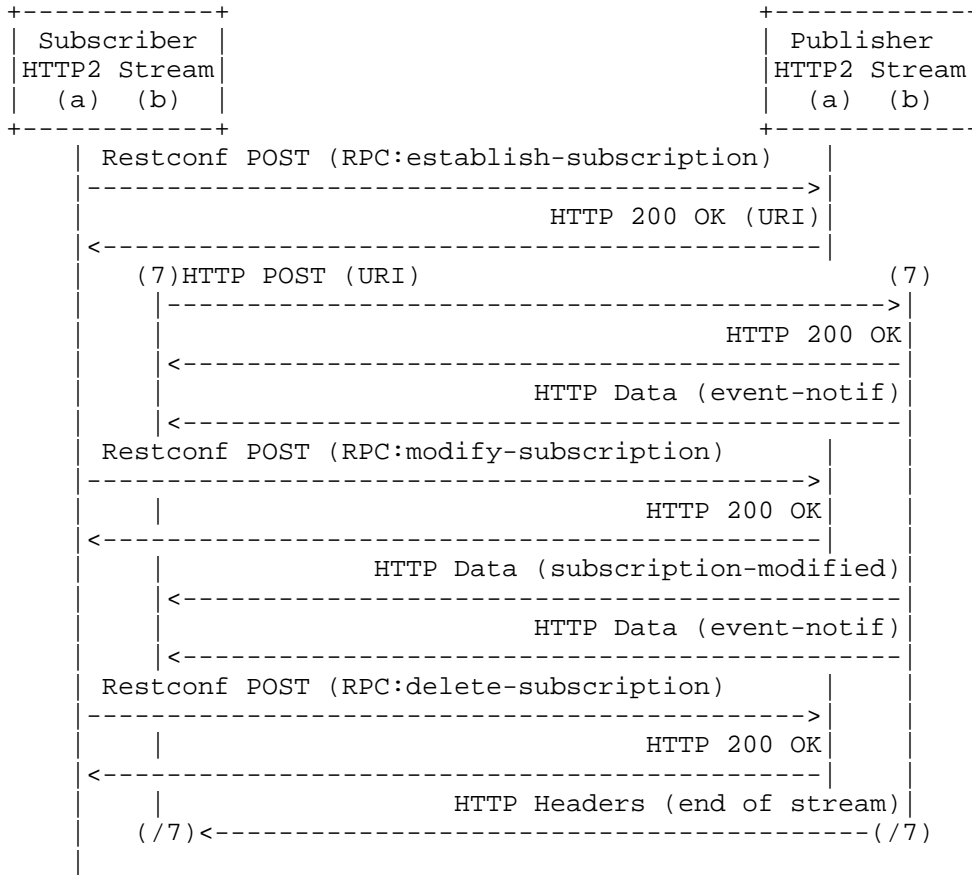 Subscriber Publisher
HTTP2 Stream HTTP2 Stream
(a) (b) (a) (b)
Restconf POST (RPC:establish-subscription)
HTTP 200 OK (URI)
(7)HTTP POST (URI) (7)
HTTP 200 OK
HTTP Data (event-notif)
Restconf POST (RPC:modify-subscription)
HTTP 200 OK
HTTP Data (subscription-modified)
HTTP Data (event-notif)
Restconf POST (RPC:delete-subscription)
HTTP 200 OK
HTTP Headers (end of stream)
(/7) (/7)